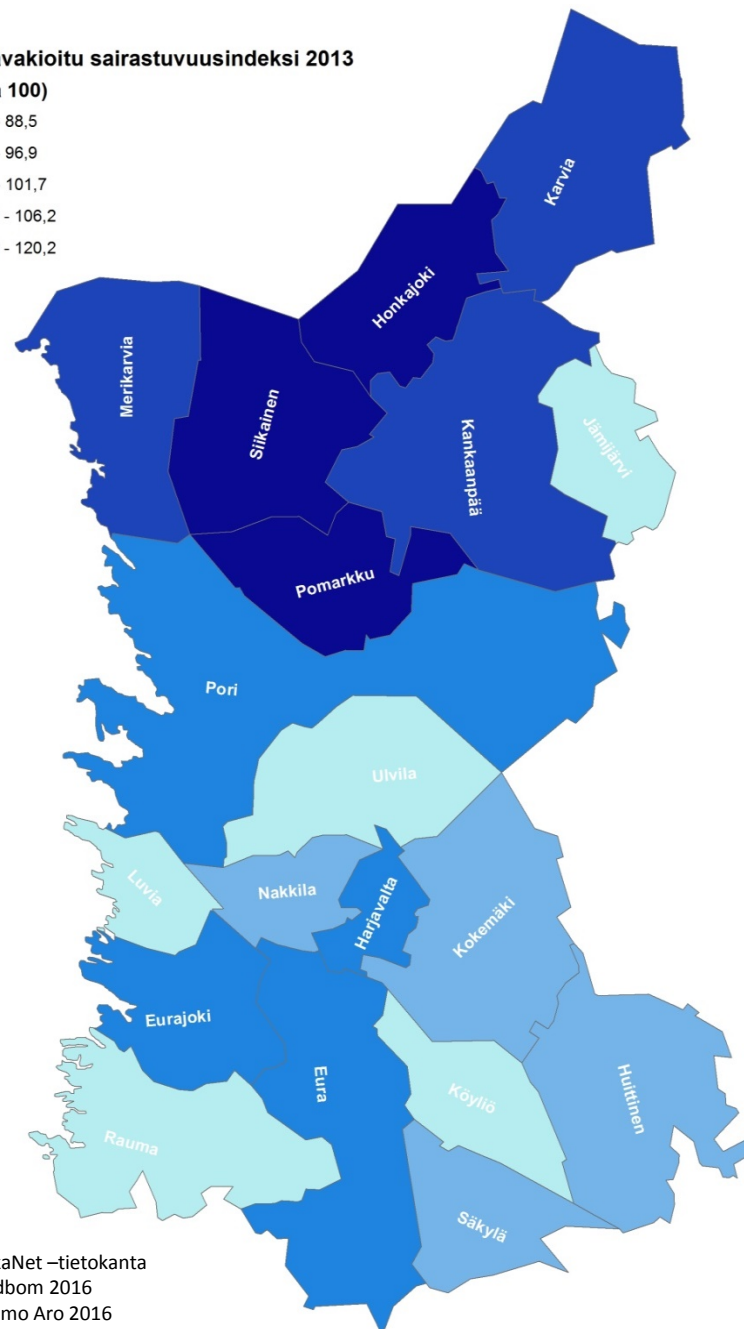 vakioitu sairastuvuusindeksi 2013
100)
88,5
96,9
101,7
- 106,2
- 120,2
Karvia
Honkajoki
Merikarvia
Siikainen
Kankaanpää
Jämijärvi
Pomarkku
Pori
Ulvila
Luvia
Nakkila
Harjavalta
Kokemäki
Eurajoki
Eura
Köyliö
Huittinen
Rauma
Säkylä
aNet –tietokanta
dbom 2016
mo Aro 2016